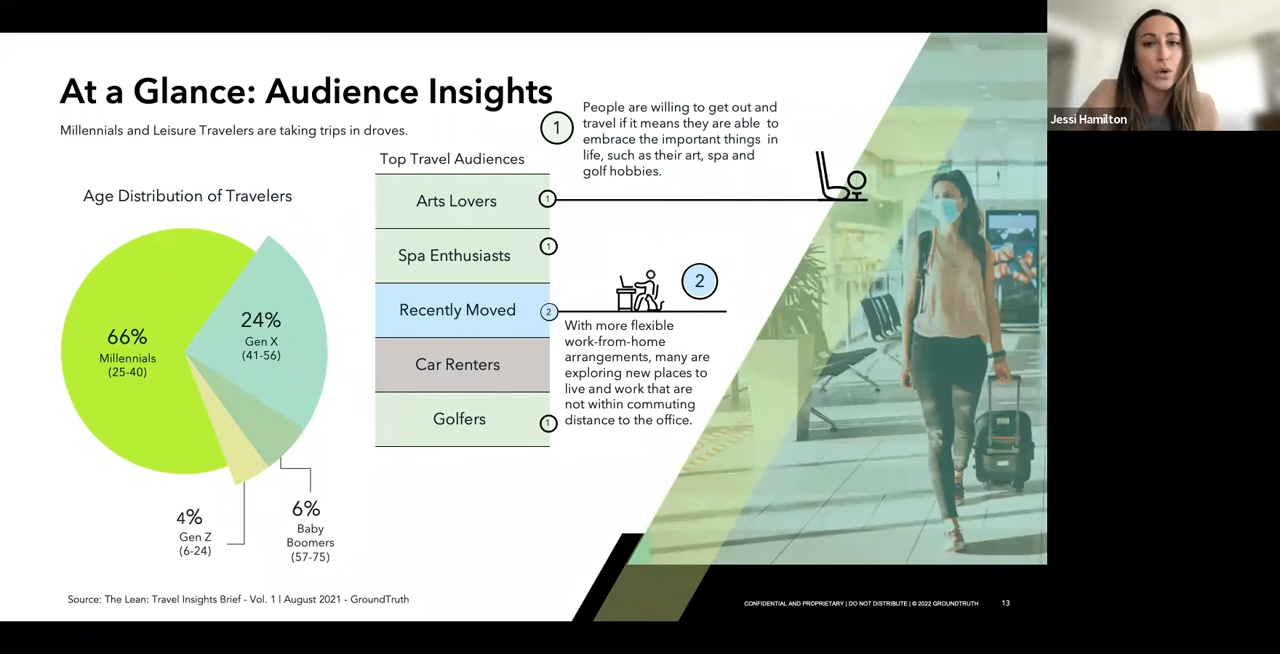 At a Glance: Audience Insights
Millennials and Leisure Travelers are taking trips in droves.
Age Distribution of Travelers
66%
Millennials
(25-40)
24%
Gen X
(41-56)
4%
Gen Z
(6-24)
6%
Baby
Boomers
(57-75)
Top Travel Audiences
Arts Lovers
1
Spa Enthusiasts
1
Recently Moved
2
Car Renters
Golfers
1
1
People are willing to get out and
travel if it means they are able to
embrace the important things in
life, such as their art, spa and
golf hobbies.
2
With more flexible
work-from-home
arrangements, many are
exploring new places to
live and work that are
not within commuting
distance to the office.
Source: The Lean: Travel Insights Brief - Vol. 1 | August 2021 - GroundTruth
CONFIDENTIAL AND PROPRIETARY | DO NOT DISTRIBUTE | © 2022 GROUNDTRUTH
13
Jessi Hamilton